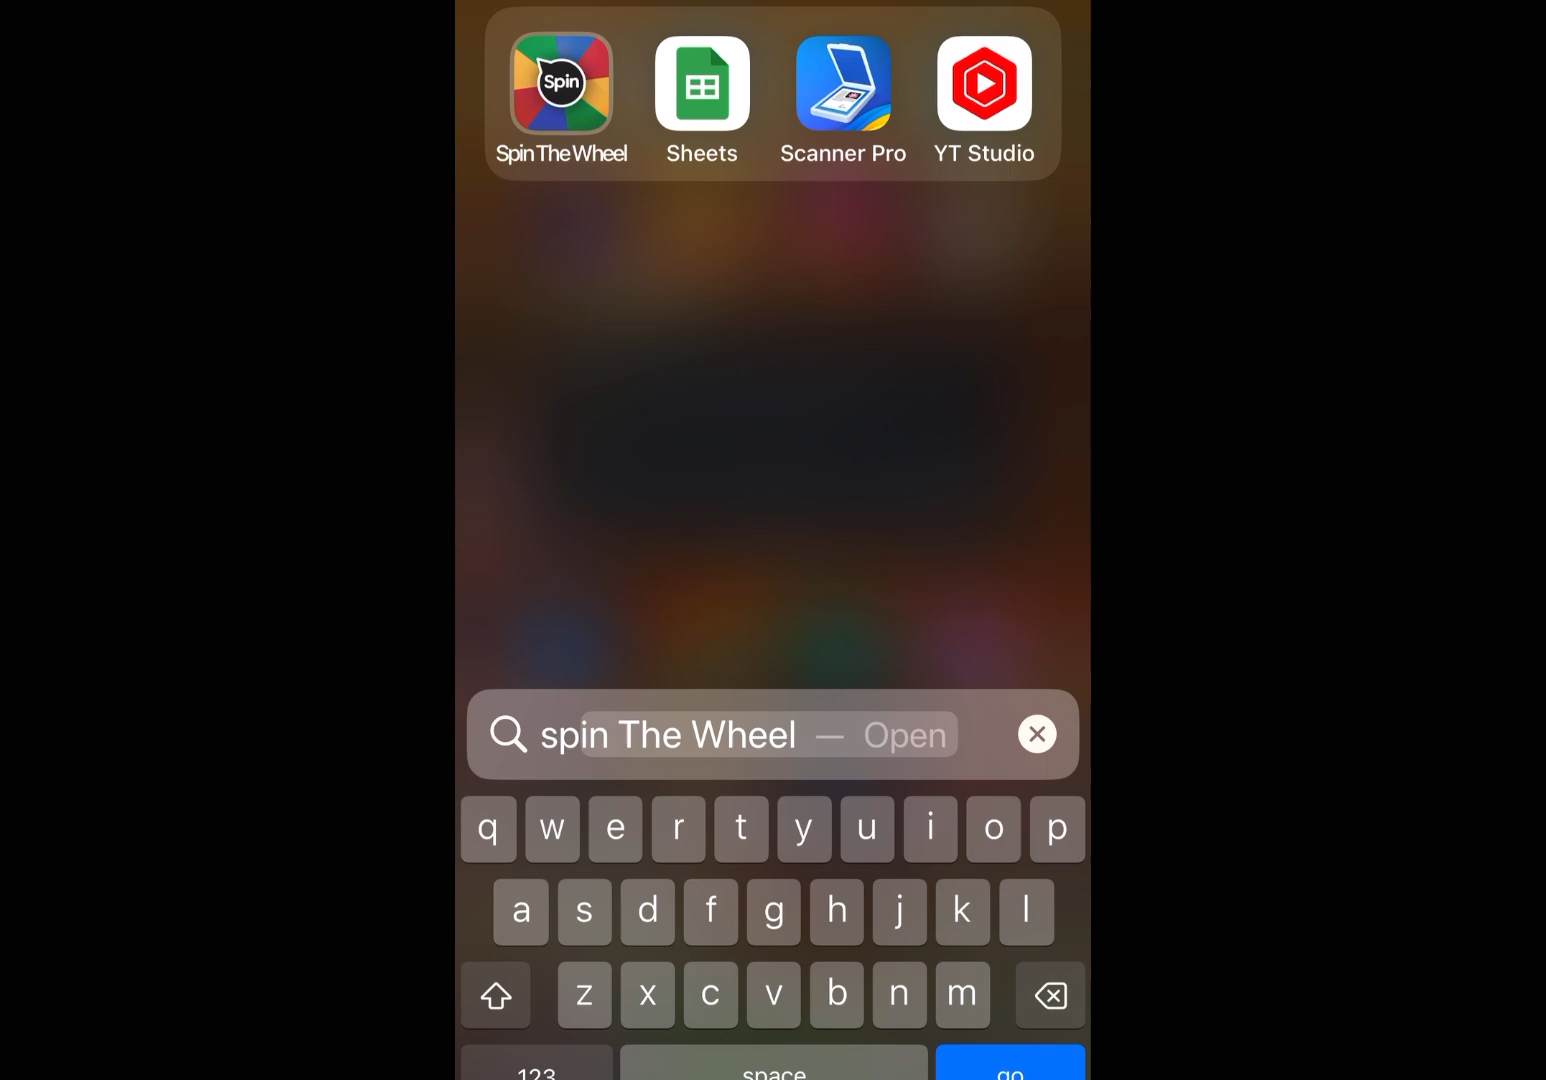 Spin
Spin The Wheel Sheets Scanner Pro YT Studio
spin The Wheel — Open
q w e r t y u i o p
a s d f g h j k l
z x c v b n m
123 space go